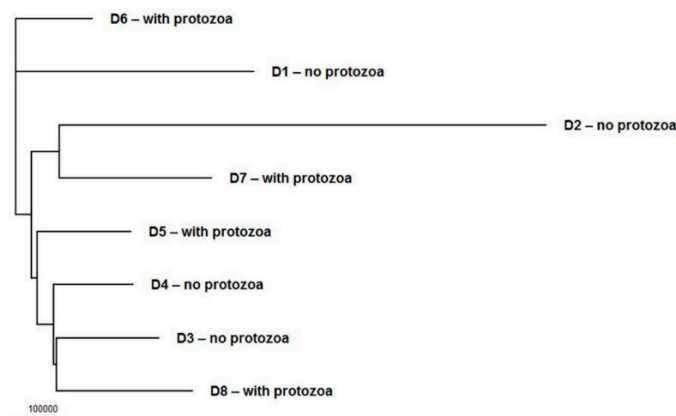 D6 – with protozoa
D1 – no protozoa
D2 – no protozoa
D7 – with protozoa
D5 – with protozoa
D4 – no protozoa
D3 – no protozoa
D8 – with protozoa
100000